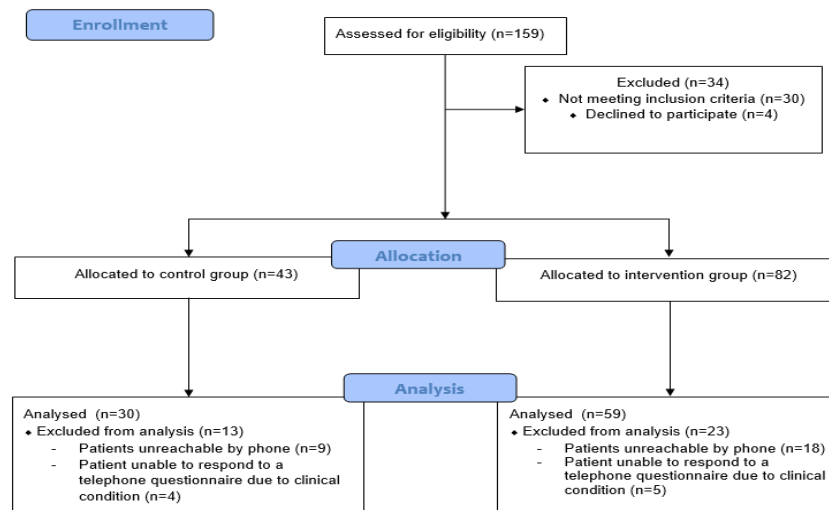 Enrollment
Assessed for eligibility (n=159)
Excluded (n=34)
◆ Not meeting inclusion criteria (n=30)
◆ Declined to participate (n=4)
Allocation
Allocated to control group (n=43)
Allocated to intervention group (n=82)
Analysis
Analysed (n=30)
◆ Excluded from analysis (n=13)
- Patients unreachable by phone (n=9)
- Patient unable to respond to a
telephone questionnaire due to clinical
condition (n=4)
Analysed (n=59)
◆ Excluded from analysis (n=23)
- Patients unreachable by phone (n=18)
- Patient unable to respond to a
telephone questionnaire due to clinical
condition (n=5)